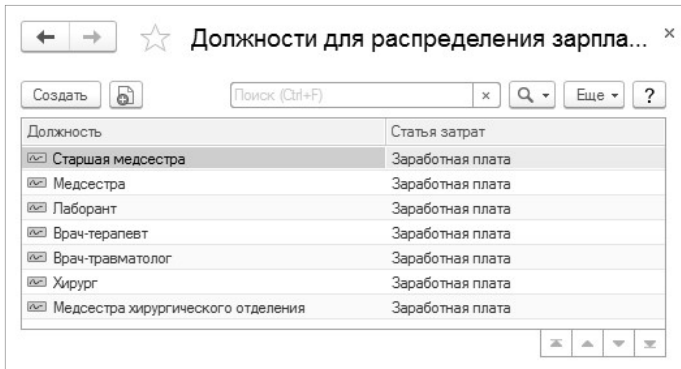 Должности для распределения зарпла...
Создать Поиск (Ctrl+F) Еще ?
Должность Статья затрат
Старшая медсестра Заработная плата
Медсестра Заработная плата
Лаборант Заработная плата
Врач-терапевт Заработная плата
Врач-травматолог Заработная плата
Хирург Заработная плата
Медсестра хирургического отделения Заработная плата